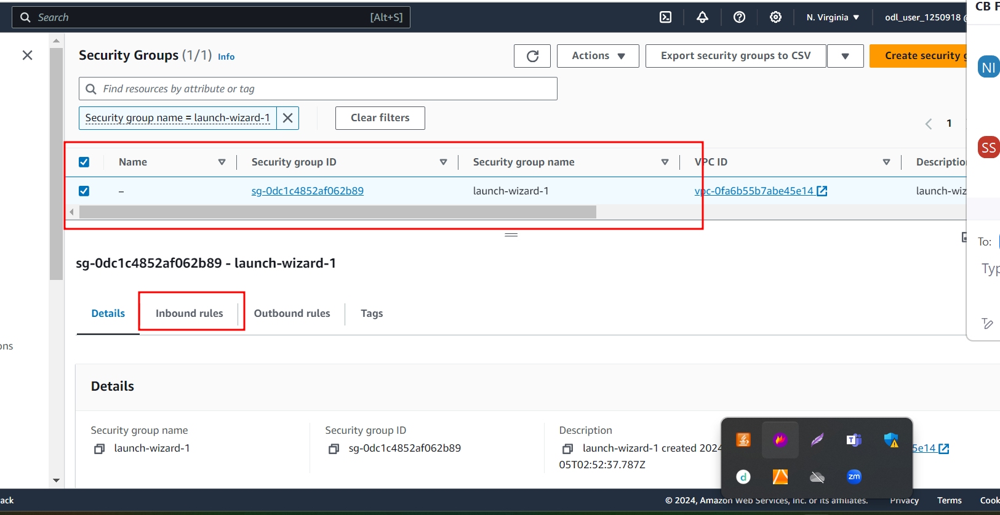 CB F
Search [Alt+S] N. Virginia ▼ odl_user_1250918 @
Security Groups (1/1) Info Actions ▼ Export security groups to CSV ▼ Create security g
NI
Find resources by attribute or tag
Security group name = launch-wizard-1 Clear filters
1
SS
Name Security group ID Security group name VPC ID Descriptio
– sg-0dc1c4852af062b89 launch-wizard-1 vpc-0fa6b55b7abe45e14 launch-wiz
To:
sg-0dc1c4852af062b89 - launch-wizard-1
Typ
Details Inbound rules Outbound rules Tags
ons
Details
Security group name Security group ID Description
launch-wizard-1 sg-0dc1c4852af062b89 launch-wizard-1 created 2024 5e14
05T02:52:37.787Z
d zm
ack © 2024, Amazon Web Services, Inc. or its affiliates. Privacy Terms Cook